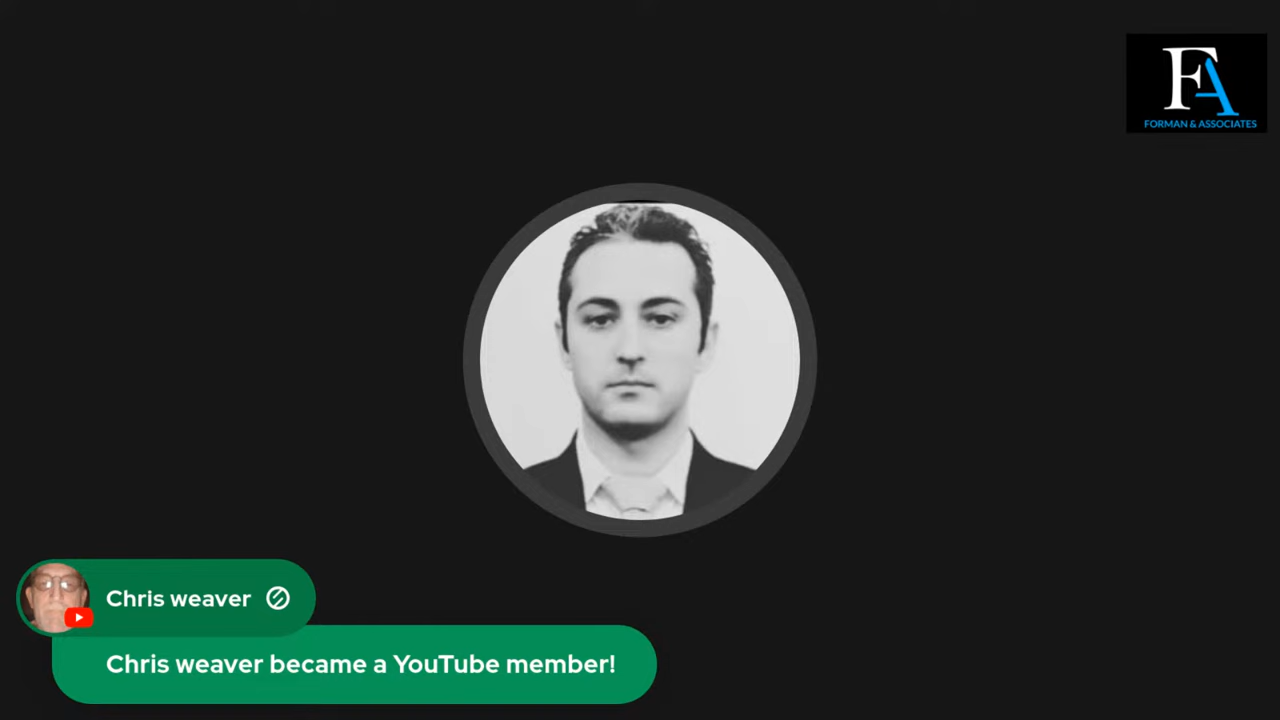 FA
FORMAN & ASSOCIATES
Chris weaver
Chris weaver became a YouTube member!